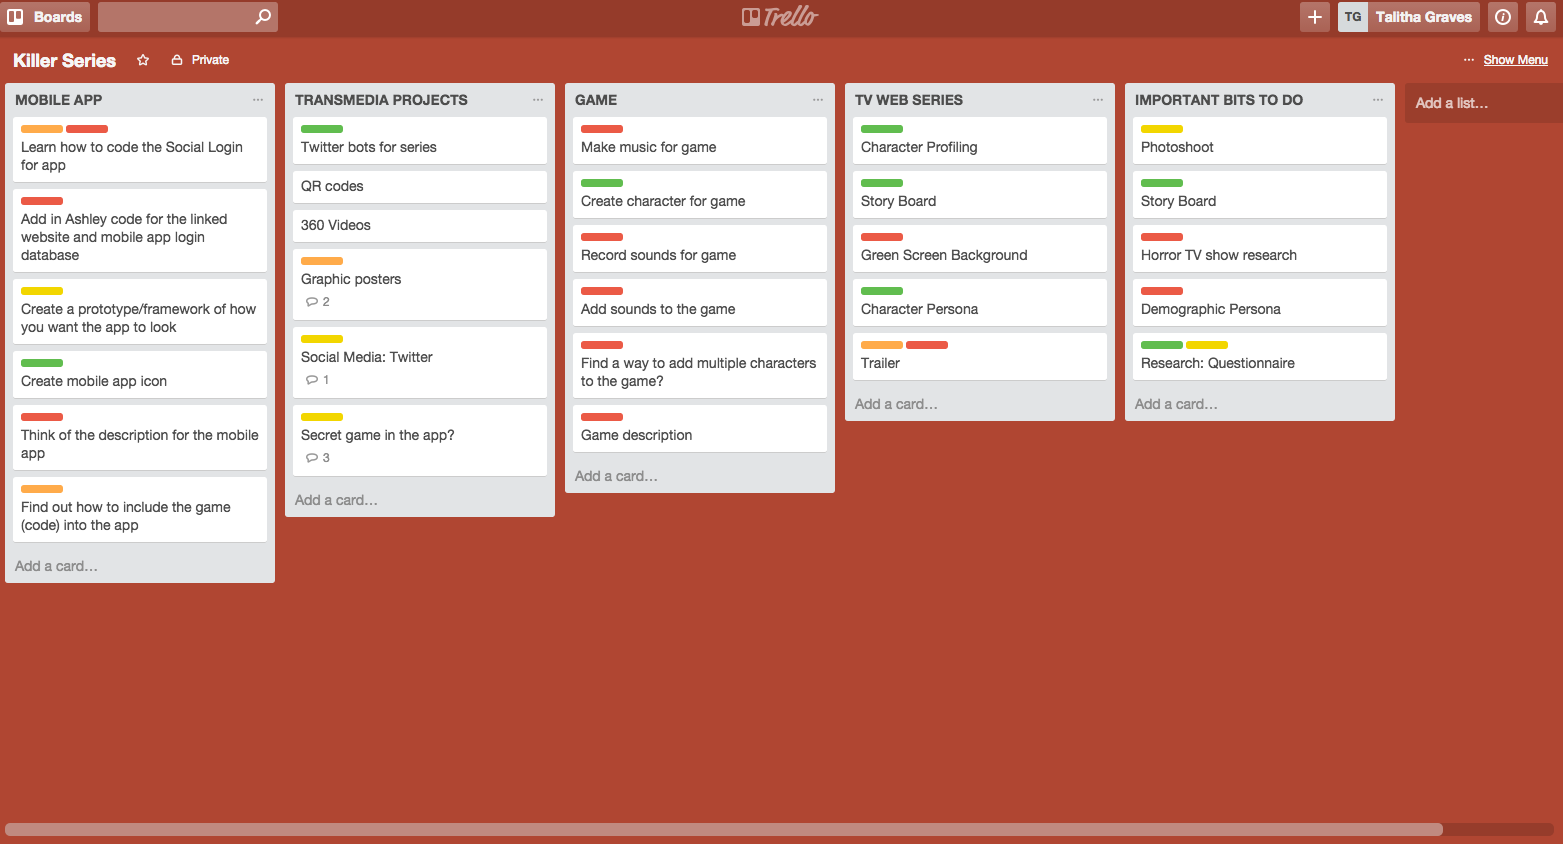 Boards
Trello
TG Talitha Graves
Killer Series
Private
... Show Menu
MOBILE APP ...
Learn how to code the Social Login
for app
Add in Ashley code for the linked
website and mobile app login
database
Create a prototype/framework of how
you want the app to look
Create mobile app icon
Think of the description for the mobile
app
Find out how to include the game
(code) into the app
Add a card…
TRANSMEDIA PROJECTS ...
Twitter bots for series
QR codes
360 Videos
Graphic posters
2
Social Media: Twitter
1
Secret game in the app?
3
Add a card…
GAME ...
Make music for game
Create character for game
Record sounds for game
Add sounds to the game
Find a way to add multiple characters
to the game?
Game description
Add a card…
TV WEB SERIES ...
Character Profiling
Story Board
Green Screen Background
Character Persona
Trailer
Add a card…
IMPORTANT BITS TO DO ...
Photoshoot
Story Board
Horror TV show research
Demographic Persona
Research: Questionnaire
Add a card…
Add a list…